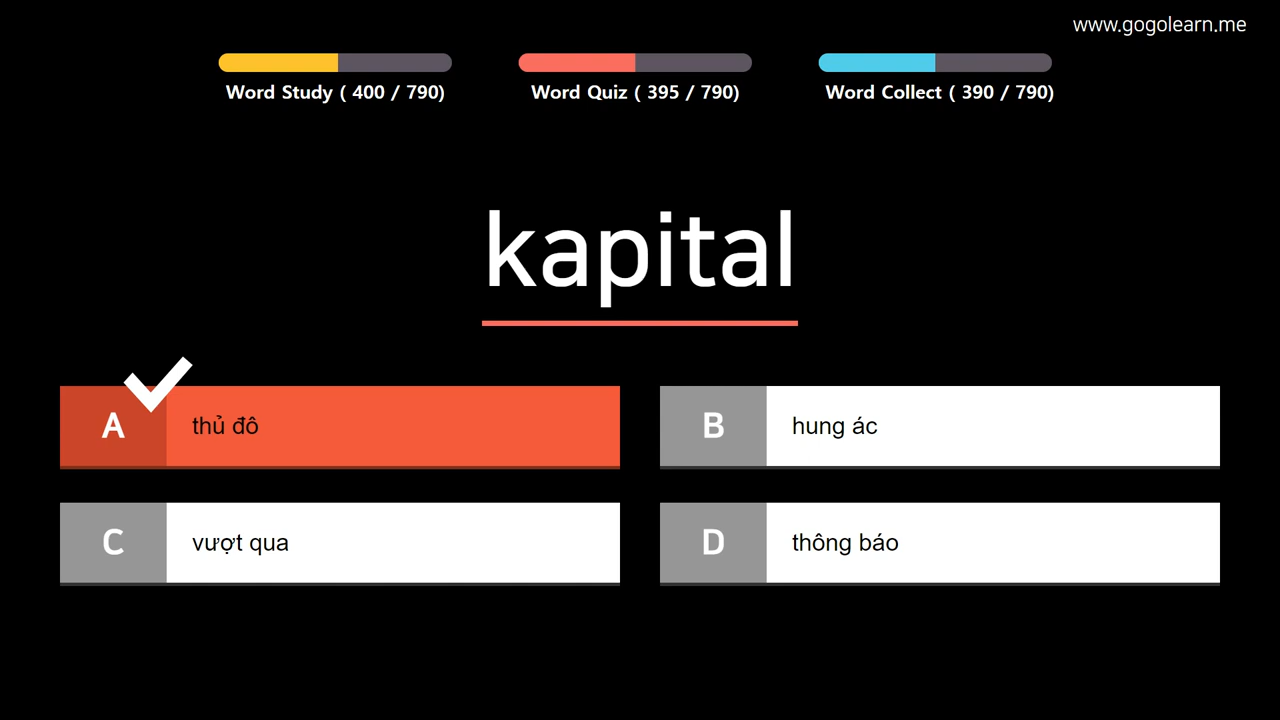 www.gogolearn.me
Word Study ( 400 / 790)
Word Quiz ( 395 / 790)
Word Collect ( 390 / 790)
kapital
A thủ đô
B hung ác
C vượt qua
D thông báo